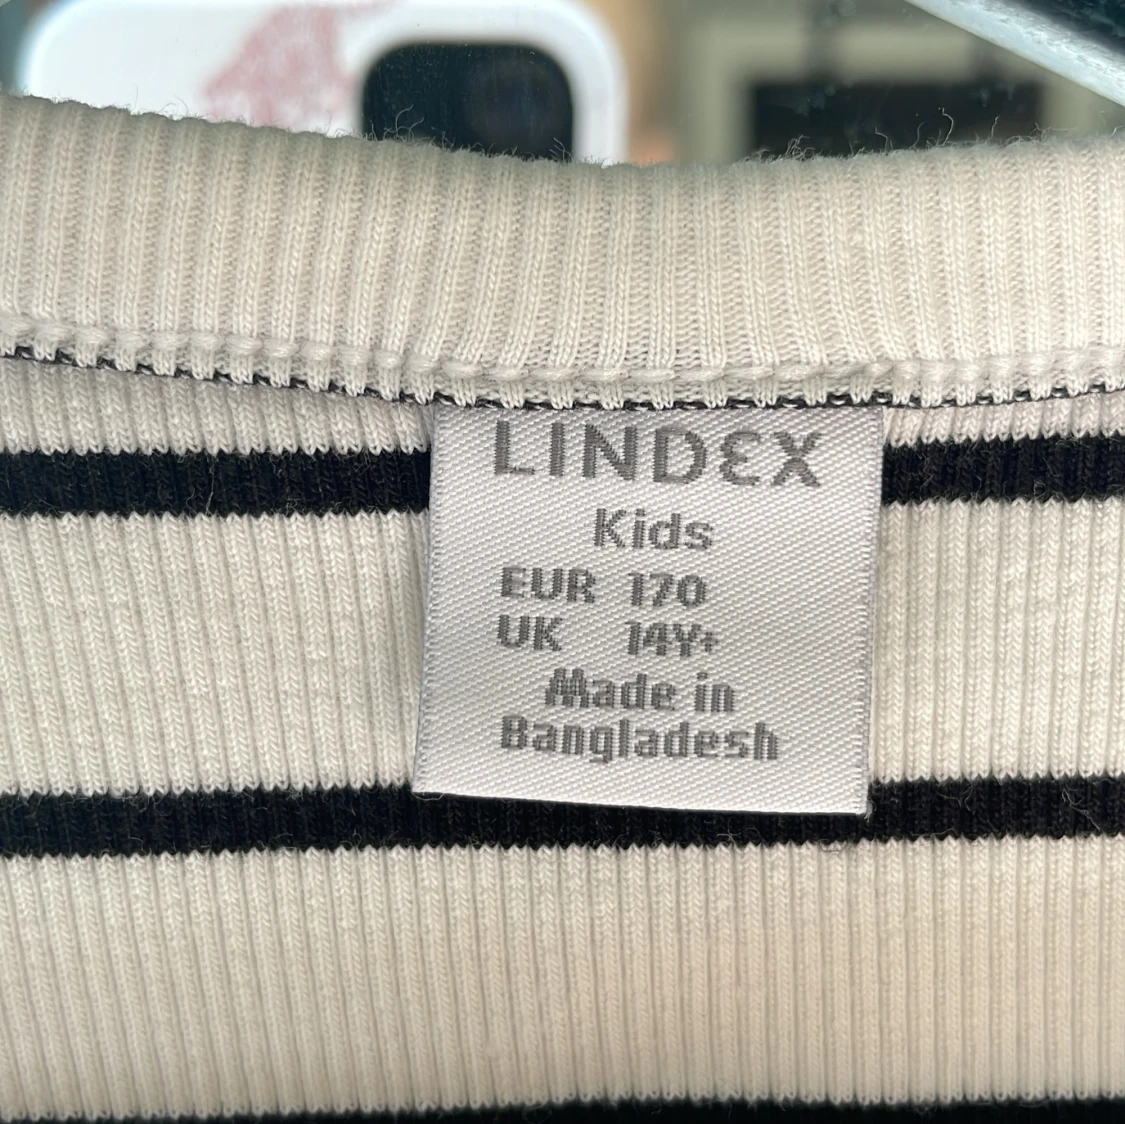 LINDEX
Kids
EUR 170
UK 14Y+
Made in
Bangladesh